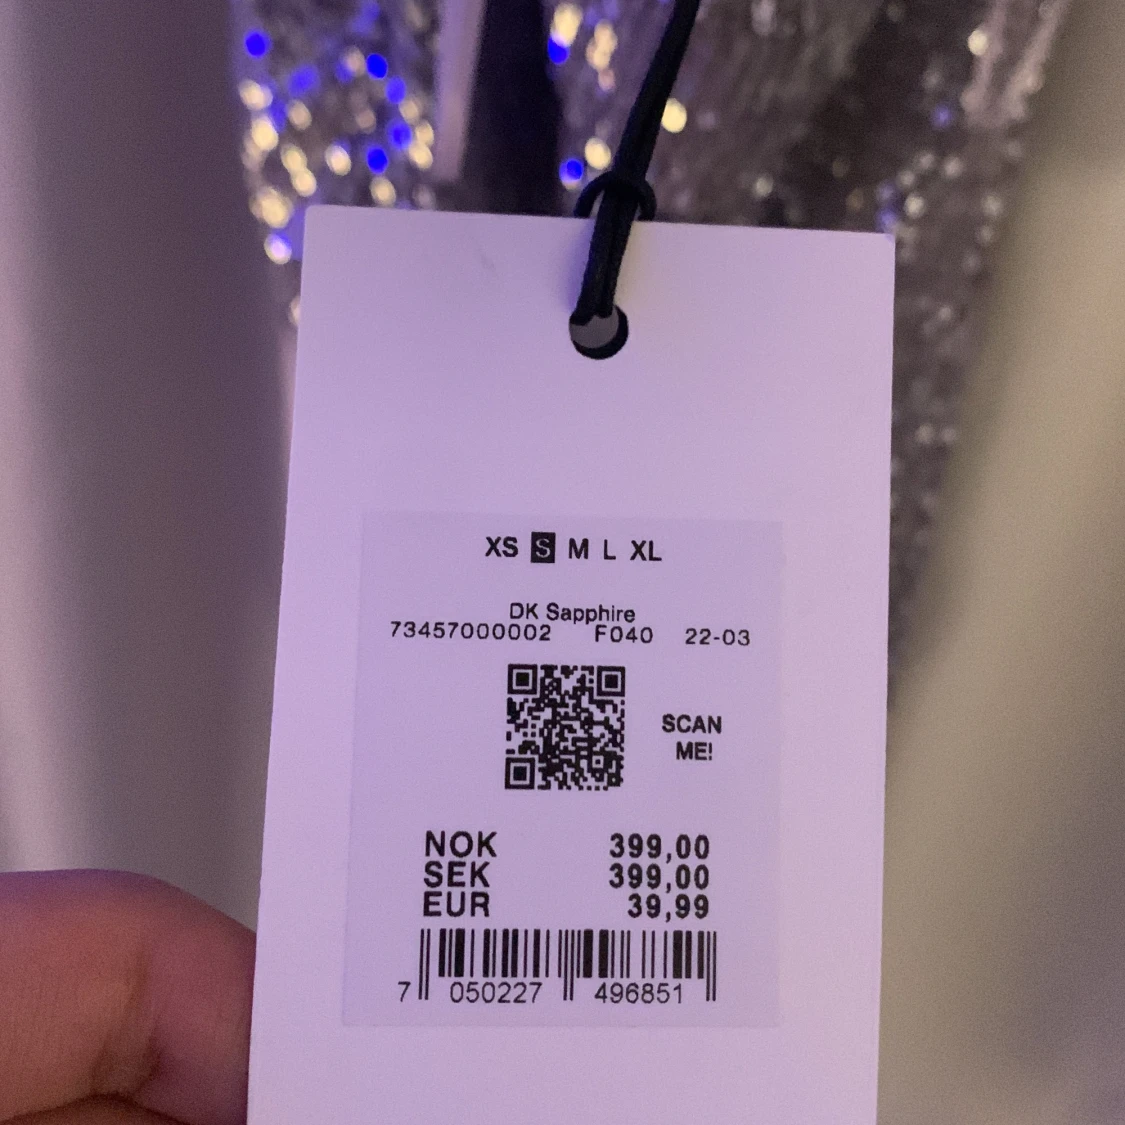 XS S M L XL
DK Sapphire
73457000002 F040 22-03
SCAN
ME!
NOK 399,00
SEK 399,00
EUR 39,99
7 050227 496851